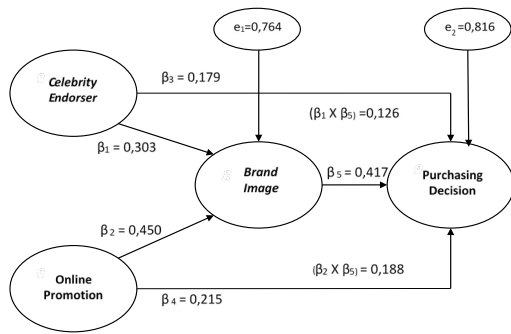 e₁=0,764
e₂=0,816
β₃ = 0,179
Celebrity
Endorser
(β₁ X β₅) =0,126
β₁ = 0,303
Brand
Image
β₅ = 0,417
Purchasing
Decision
β₂ = 0,450
Online
Promotion
(β₂ X β₅) = 0,188
β₄ = 0,215